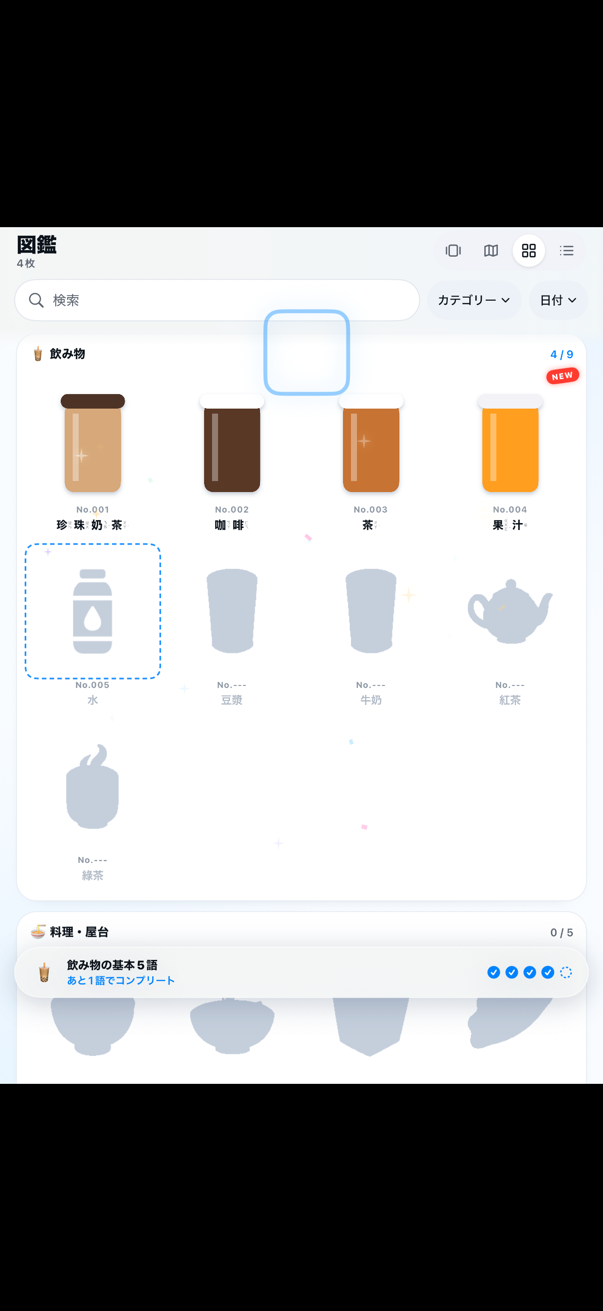 図鑑
4枚
検索
カテゴリー
日付
飲み物
4 / 9
NEW
No.001
珍珠奶茶
No.002
咖啡
No.003
茶
No.004
果汁
No.005
水
No.---
豆漿
No.---
牛奶
No.---
紅茶
No.---
綠茶
料理・屋台
0 / 5
飲み物の基本5語
あと1語でコンプリート